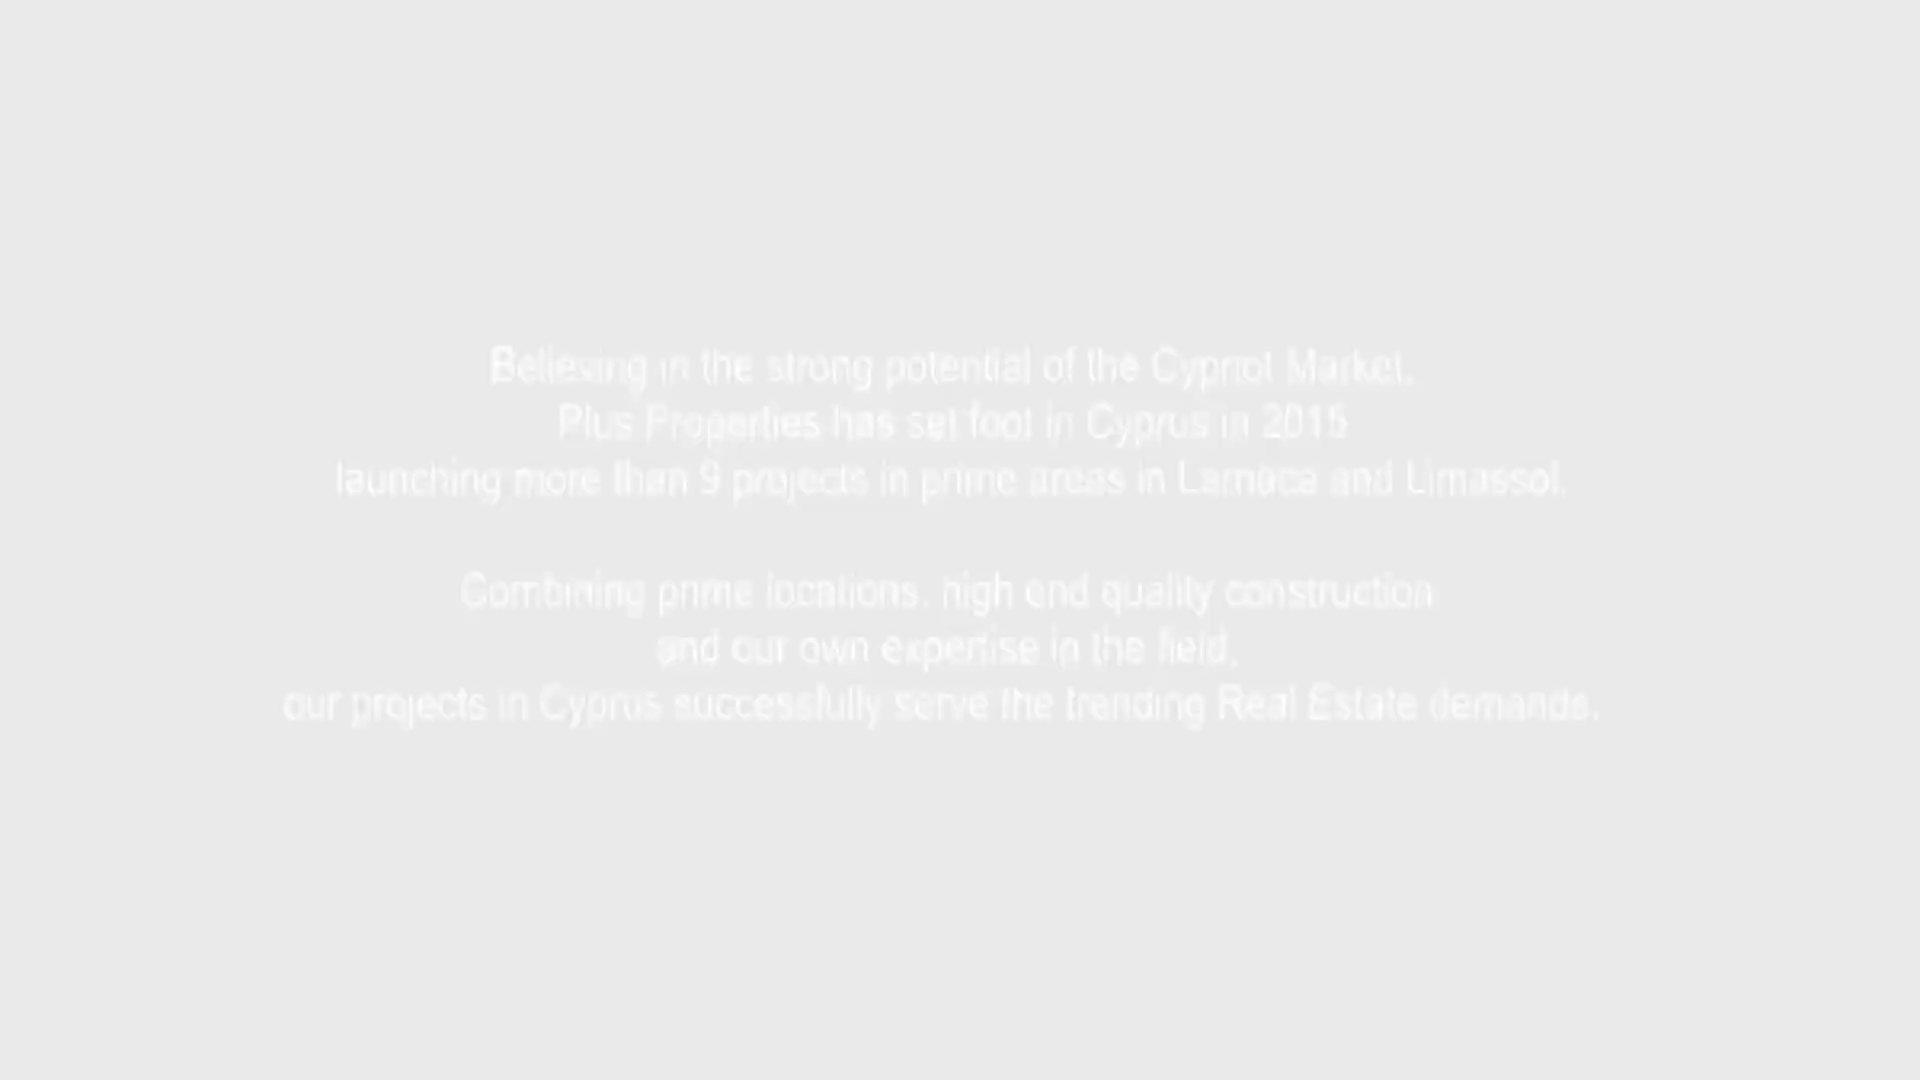 Believing in the strong potential of the Cypriot Market,
Plus Properties has set foot in Cyprus in 2015
launching more than 9 projects in prime areas in Larnaca and Limassol.
Combining prime locations, high end quality construction
and our own expertise in the field,
our projects in Cyprus successfully serve the trending Real Estate demands.